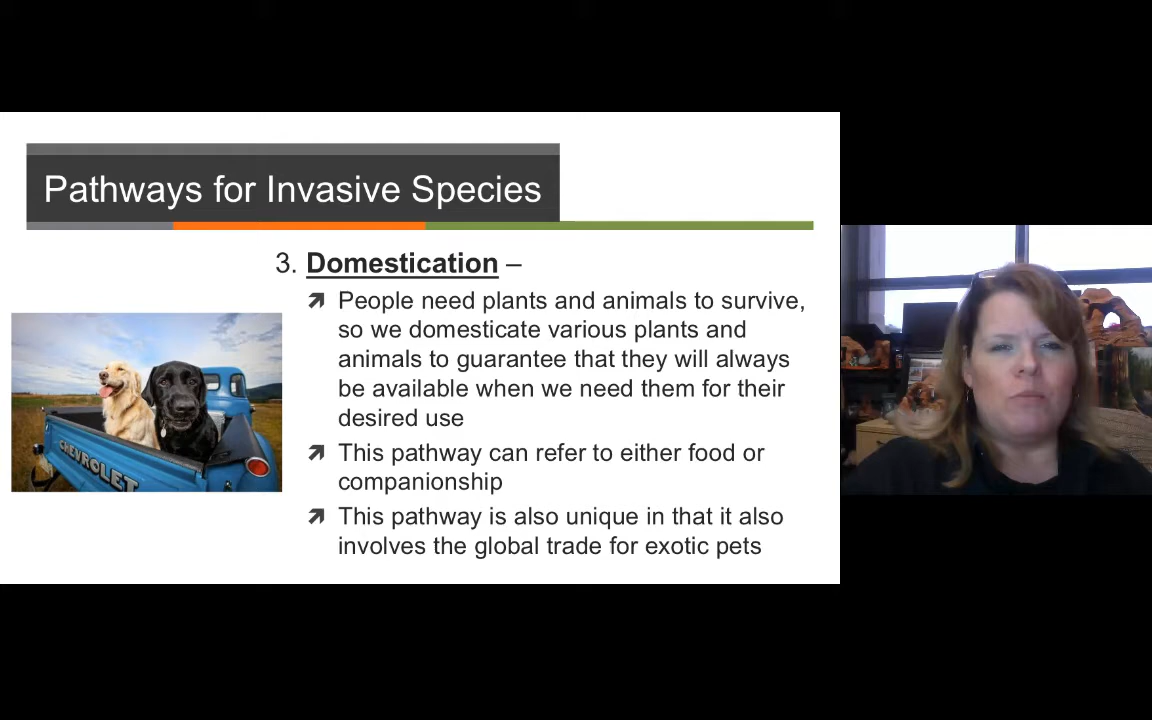 Pathways for Invasive Species
3. Domestication –
People need plants and animals to survive,
so we domesticate various plants and
animals to guarantee that they will always
be available when we need them for their
desired use
This pathway can refer to either food or
companionship
This pathway is also unique in that it also
involves the global trade for exotic pets
CHEVROLET